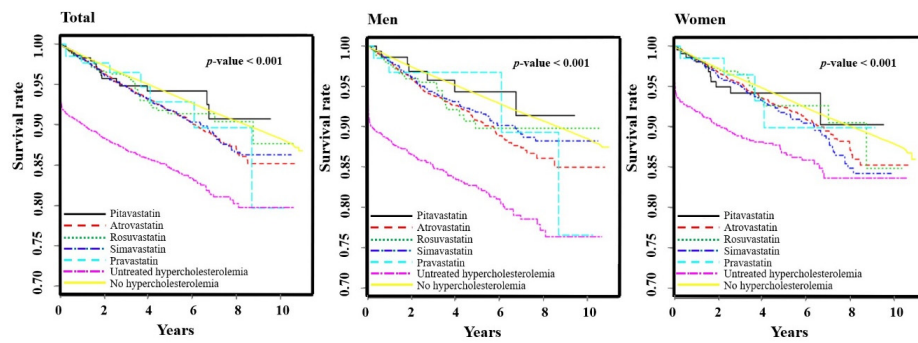 Total
Survival rate
1.00
0.95
0.90
0.85
0.80
0.75
0.70
p-value < 0.001
Pitavastatin
Atrovastatin
Rosuvastatin
Simavastatin
Pravastatin
Untreated hypercholesterolemia
No hypercholesterolemia
0 2 4 6 8 10
Years
Men
Survival rate
1.00
0.95
0.90
0.85
0.80
0.75
0.70
p-value < 0.001
Pitavastatin
Atrovastatin
Rosuvastatin
Simavastatin
Pravastatin
Untreated hypercholesterolemia
No hypercholesterolemia
0 2 4 6 8 10
Years
Women
Survival rate
1.00
0.95
0.90
0.85
0.80
0.75
0.70
p-value < 0.001
Pitavastatin
Atrovastatin
Rosuvastatin
Simavastatin
Pravastatin
Untreated hypercholesterolemia
No hypercholesterolemia
0 2 4 6 8 10
Years